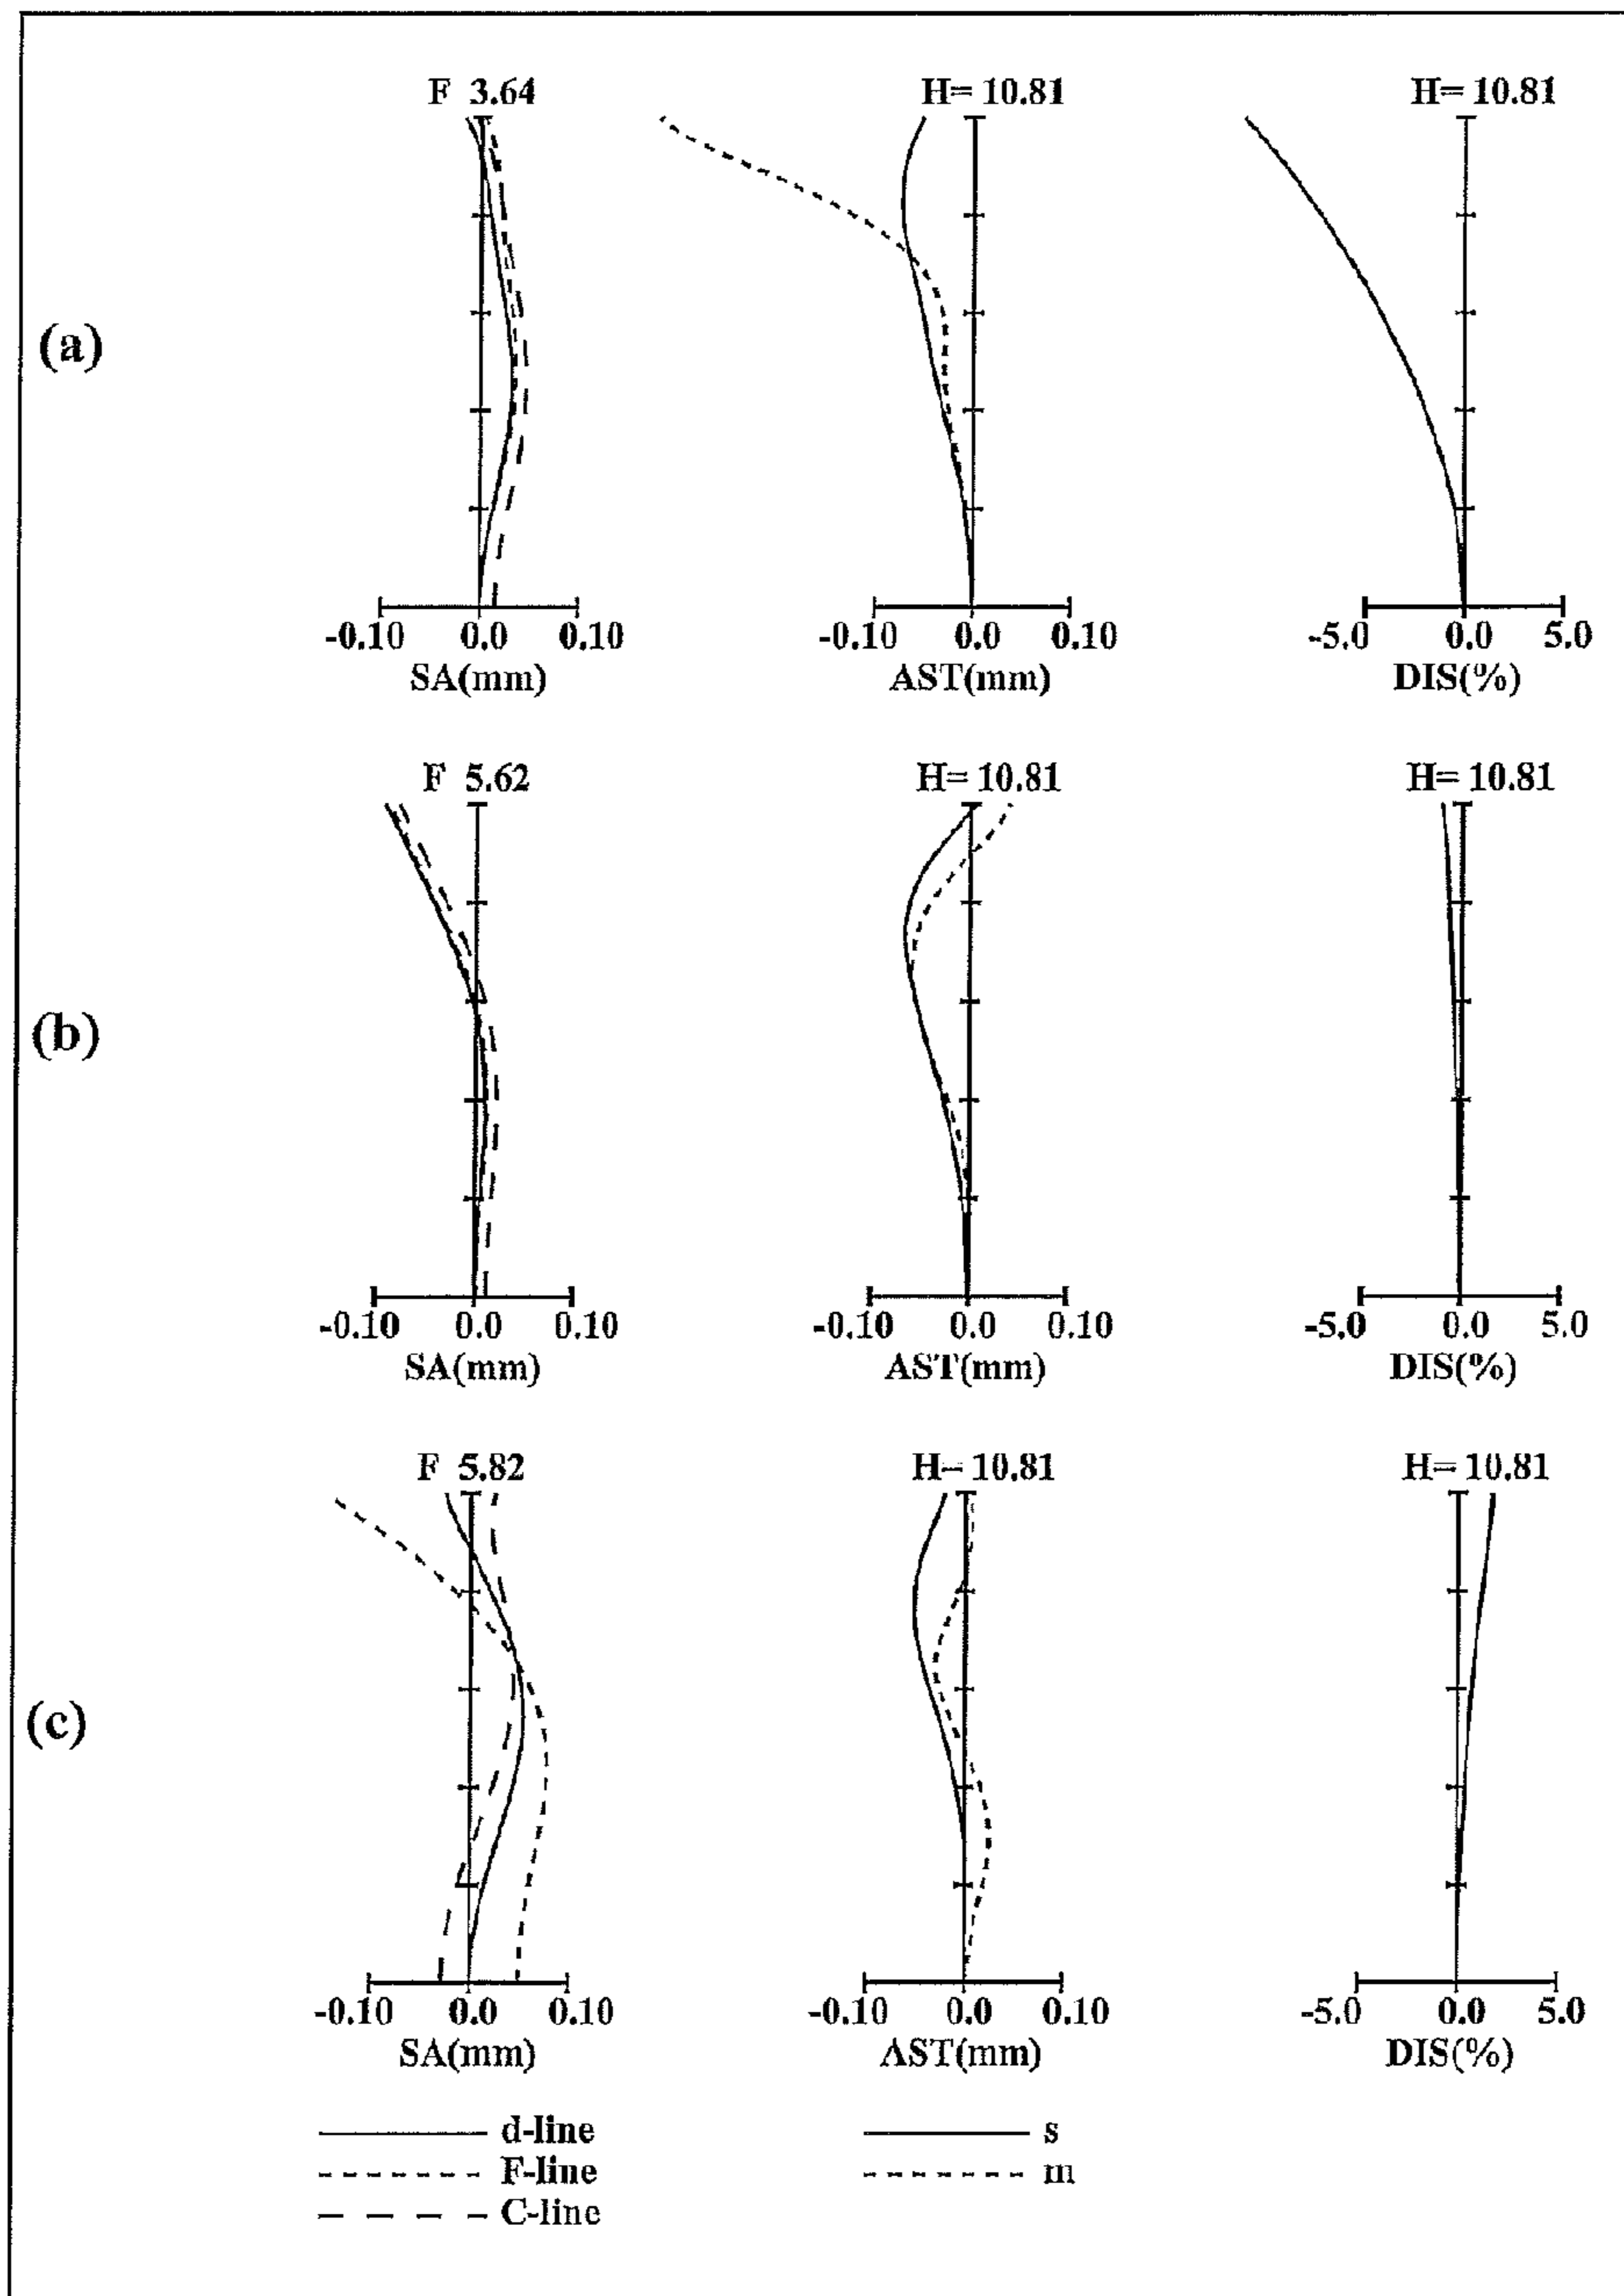 F 3.64 H= 10.81 H= 10.81
(a)
-0.10 0.0 0.10 -0.10 0.0 0.10 -5.0 0.0 5.0
SA(mm) AST(mm) DIS(%)
F 5.62 H= 10.81 H= 10.81
(b)
-0.10 0.0 0.10 -0.10 0.0 0.10 -5.0 0.0 5.0
SA(mm) AST(mm) DIS(%)
F 5.82 H= 10.81 H= 10.81
(c)
-0.10 0.0 0.10 -0.10 0.0 0.10 -5.0 0.0 5.0
SA(mm) AST(mm) DIS(%)
d-line s
F-line m
C-line